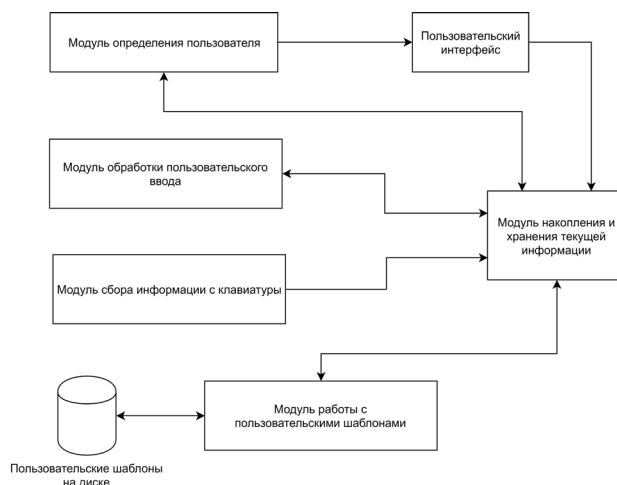 Модуль определения пользователя
Пользовательский
интерфейс
Модуль обработки пользовательского
ввода
Модуль накопления и
хранения текущей
информации
Модуль сбора информации с клавиатуры
Модуль работы с
пользовательскими шаблонами
Пользовательские шаблоны
на диске